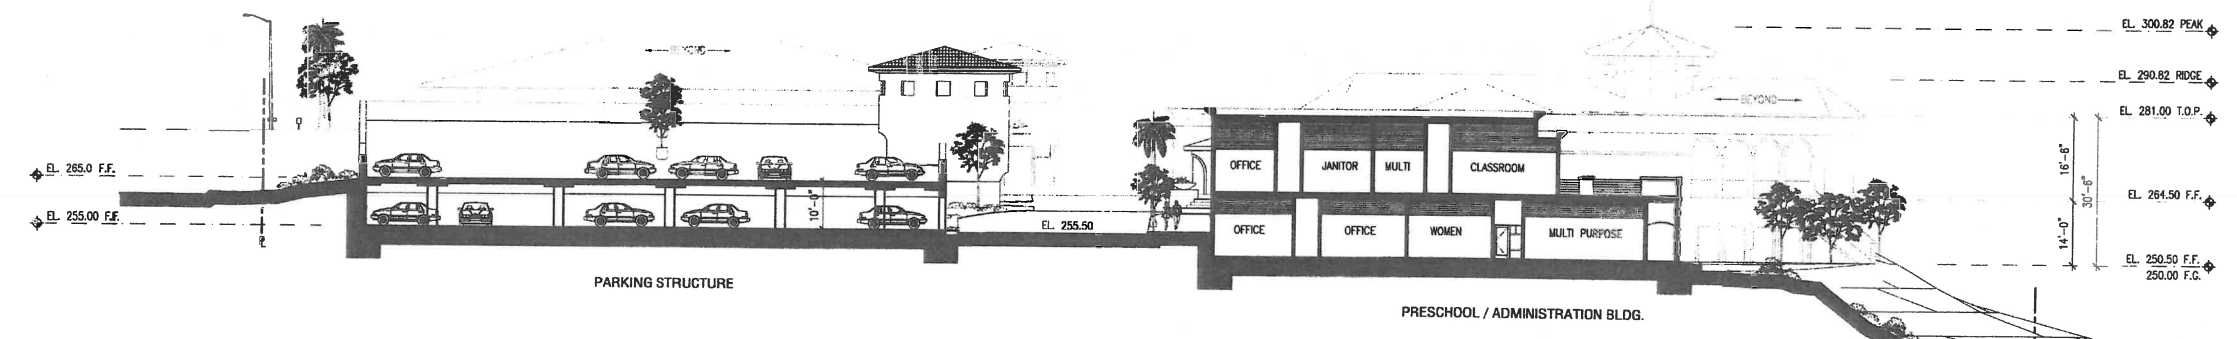 EL. 300.82 PEAK
BEYOND
EL. 290.82 RIDGE
BEYOND
EL. 281.00 T.O.P.
EL. 265.0 F.F.
OFFICE
JANITOR
MULTI
CLASSROOM
16'-6"
30'-6"
EL. 264.50 F.F.
10'-0"
EL. 255.00 F.F.
EL. 255.50
OFFICE
OFFICE
WOMEN
MULTI PURPOSE
14'-0"
EL. 250.50 F.F.
250.00 F.G.
PARKING STRUCTURE
PRESCHOOL / ADMINISTRATION BLDG.